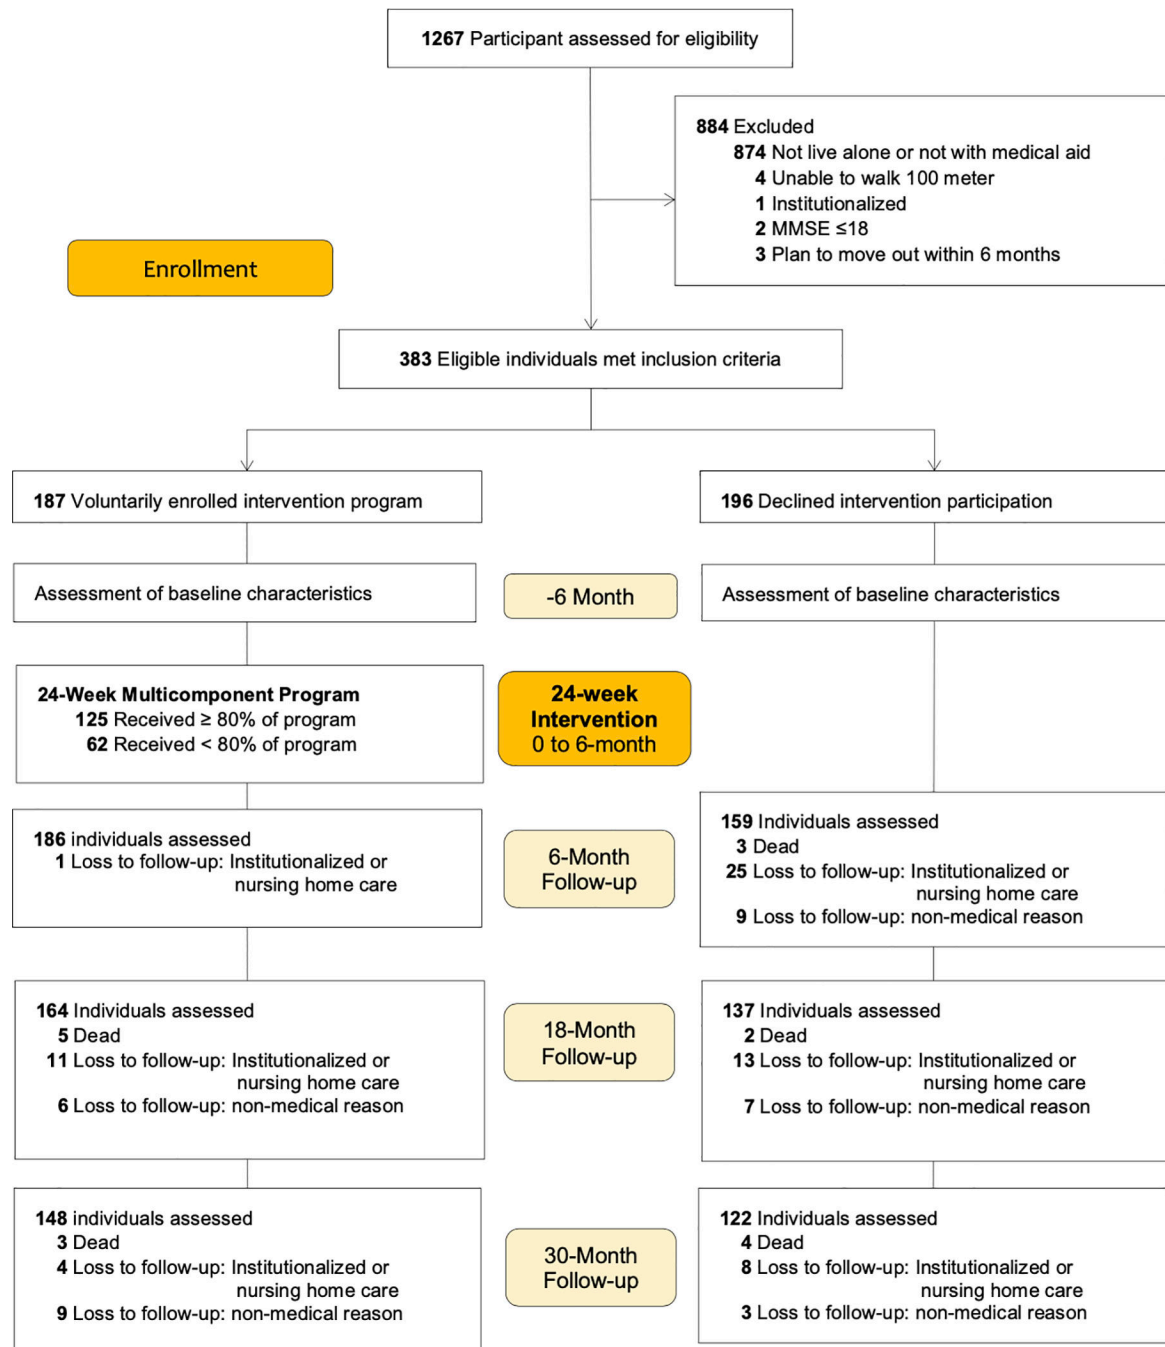 1267 Participant assessed for eligibility
884 Excluded
874 Not live alone or not with medical aid
4 Unable to walk 100 meter
1 Institutionalized
2 MMSE ≤18
3 Plan to move out within 6 months
Enrollment
383 Eligible individuals met inclusion criteria
187 Voluntarily enrolled intervention program
196 Declined intervention participation
Assessment of baseline characteristics
-6 Month
Assessment of baseline characteristics
24-Week Multicomponent Program
125 Received ≥ 80% of program
62 Received < 80% of program
24-week
Intervention
0 to 6-month
186 individuals assessed
1 Loss to follow-up: Institutionalized or
nursing home care
6-Month
Follow-up
159 Individuals assessed
3 Dead
25 Loss to follow-up: Institutionalized or
nursing home care
9 Loss to follow-up: non-medical reason
164 Individuals assessed
5 Dead
11 Loss to follow-up: Institutionalized or
nursing home care
6 Loss to follow-up: non-medical reason
18-Month
Follow-up
137 Individuals assessed
2 Dead
13 Loss to follow-up: Institutionalized or
nursing home care
7 Loss to follow-up: non-medical reason
148 individuals assessed
3 Dead
4 Loss to follow-up: Institutionalized or
nursing home care
9 Loss to follow-up: non-medical reason
30-Month
Follow-up
122 Individuals assessed
4 Dead
8 Loss to follow-up: Institutionalized or
nursing home care
3 Loss to follow-up: non-medical reason